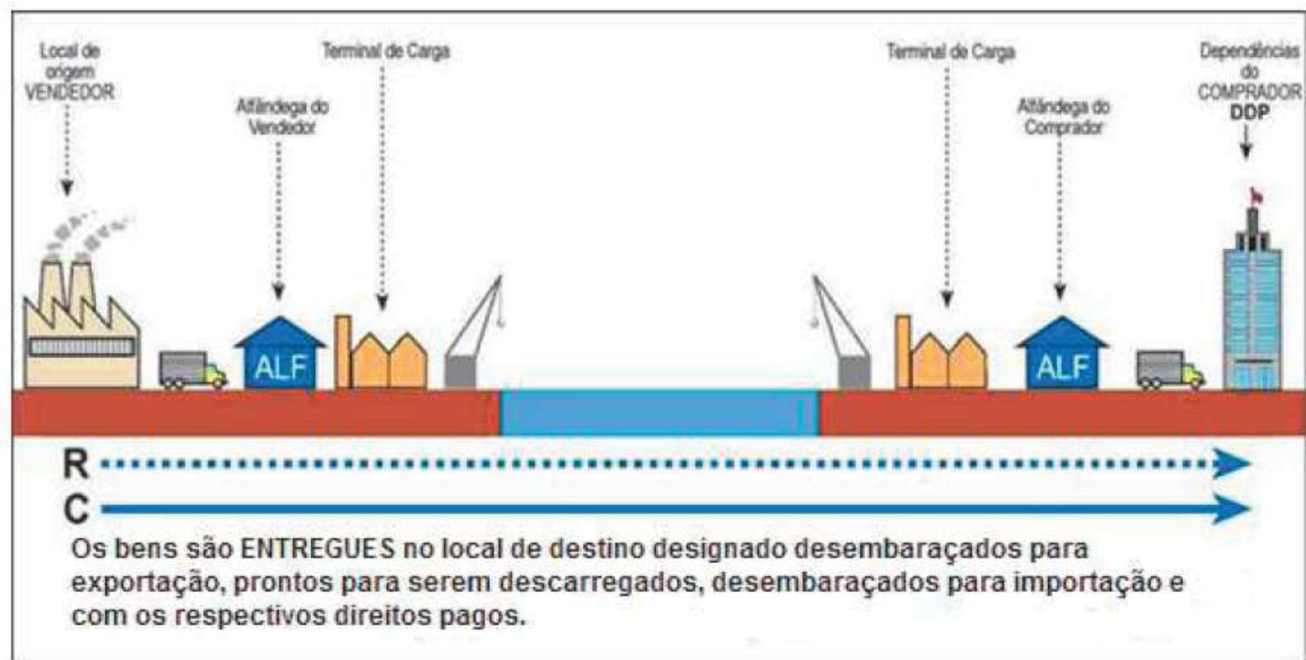 Local de
origem
VENDEDOR
Alfândega do
Vendedor
Terminal de Carga
Terminal de Carga
Alfândega do
Comprador
Dependências
do
COMPRADOR
DDP
ALF
ALF
R
C
Os bens são ENTREGUES no local de destino designado desembaraçados para
exportação, prontos para serem descarregados, desembaraçados para importação e
com os respectivos direitos pagos.